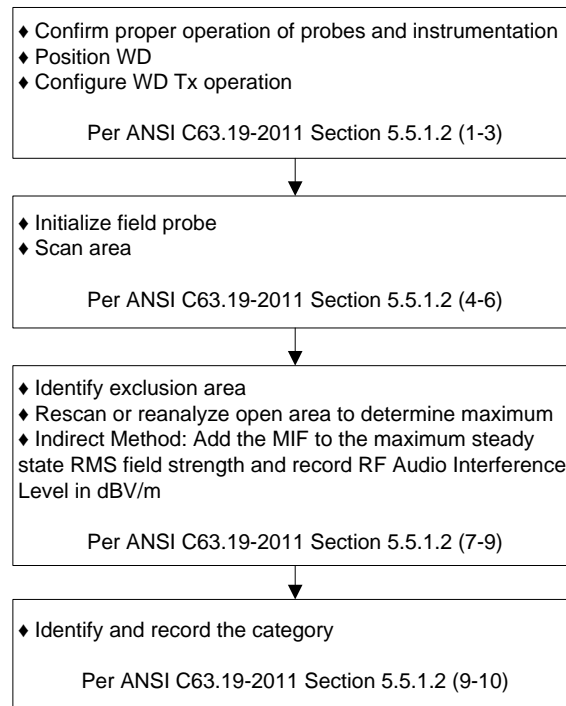 ♦ Confirm proper operation of probes and instrumentation
♦ Position WD
♦ Configure WD Tx operation
Per ANSI C63.19-2011 Section 5.5.1.2 (1-3)
♦ Initialize field probe
♦ Scan area
Per ANSI C63.19-2011 Section 5.5.1.2 (4-6)
♦ Identify exclusion area
♦ Rescan or reanalyze open area to determine maximum
♦ Indirect Method: Add the MIF to the maximum steady
state RMS field strength and record RF Audio Interference
Level in dBV/m
Per ANSI C63.19-2011 Section 5.5.1.2 (7-9)
♦ Identify and record the category
Per ANSI C63.19-2011 Section 5.5.1.2 (9-10)